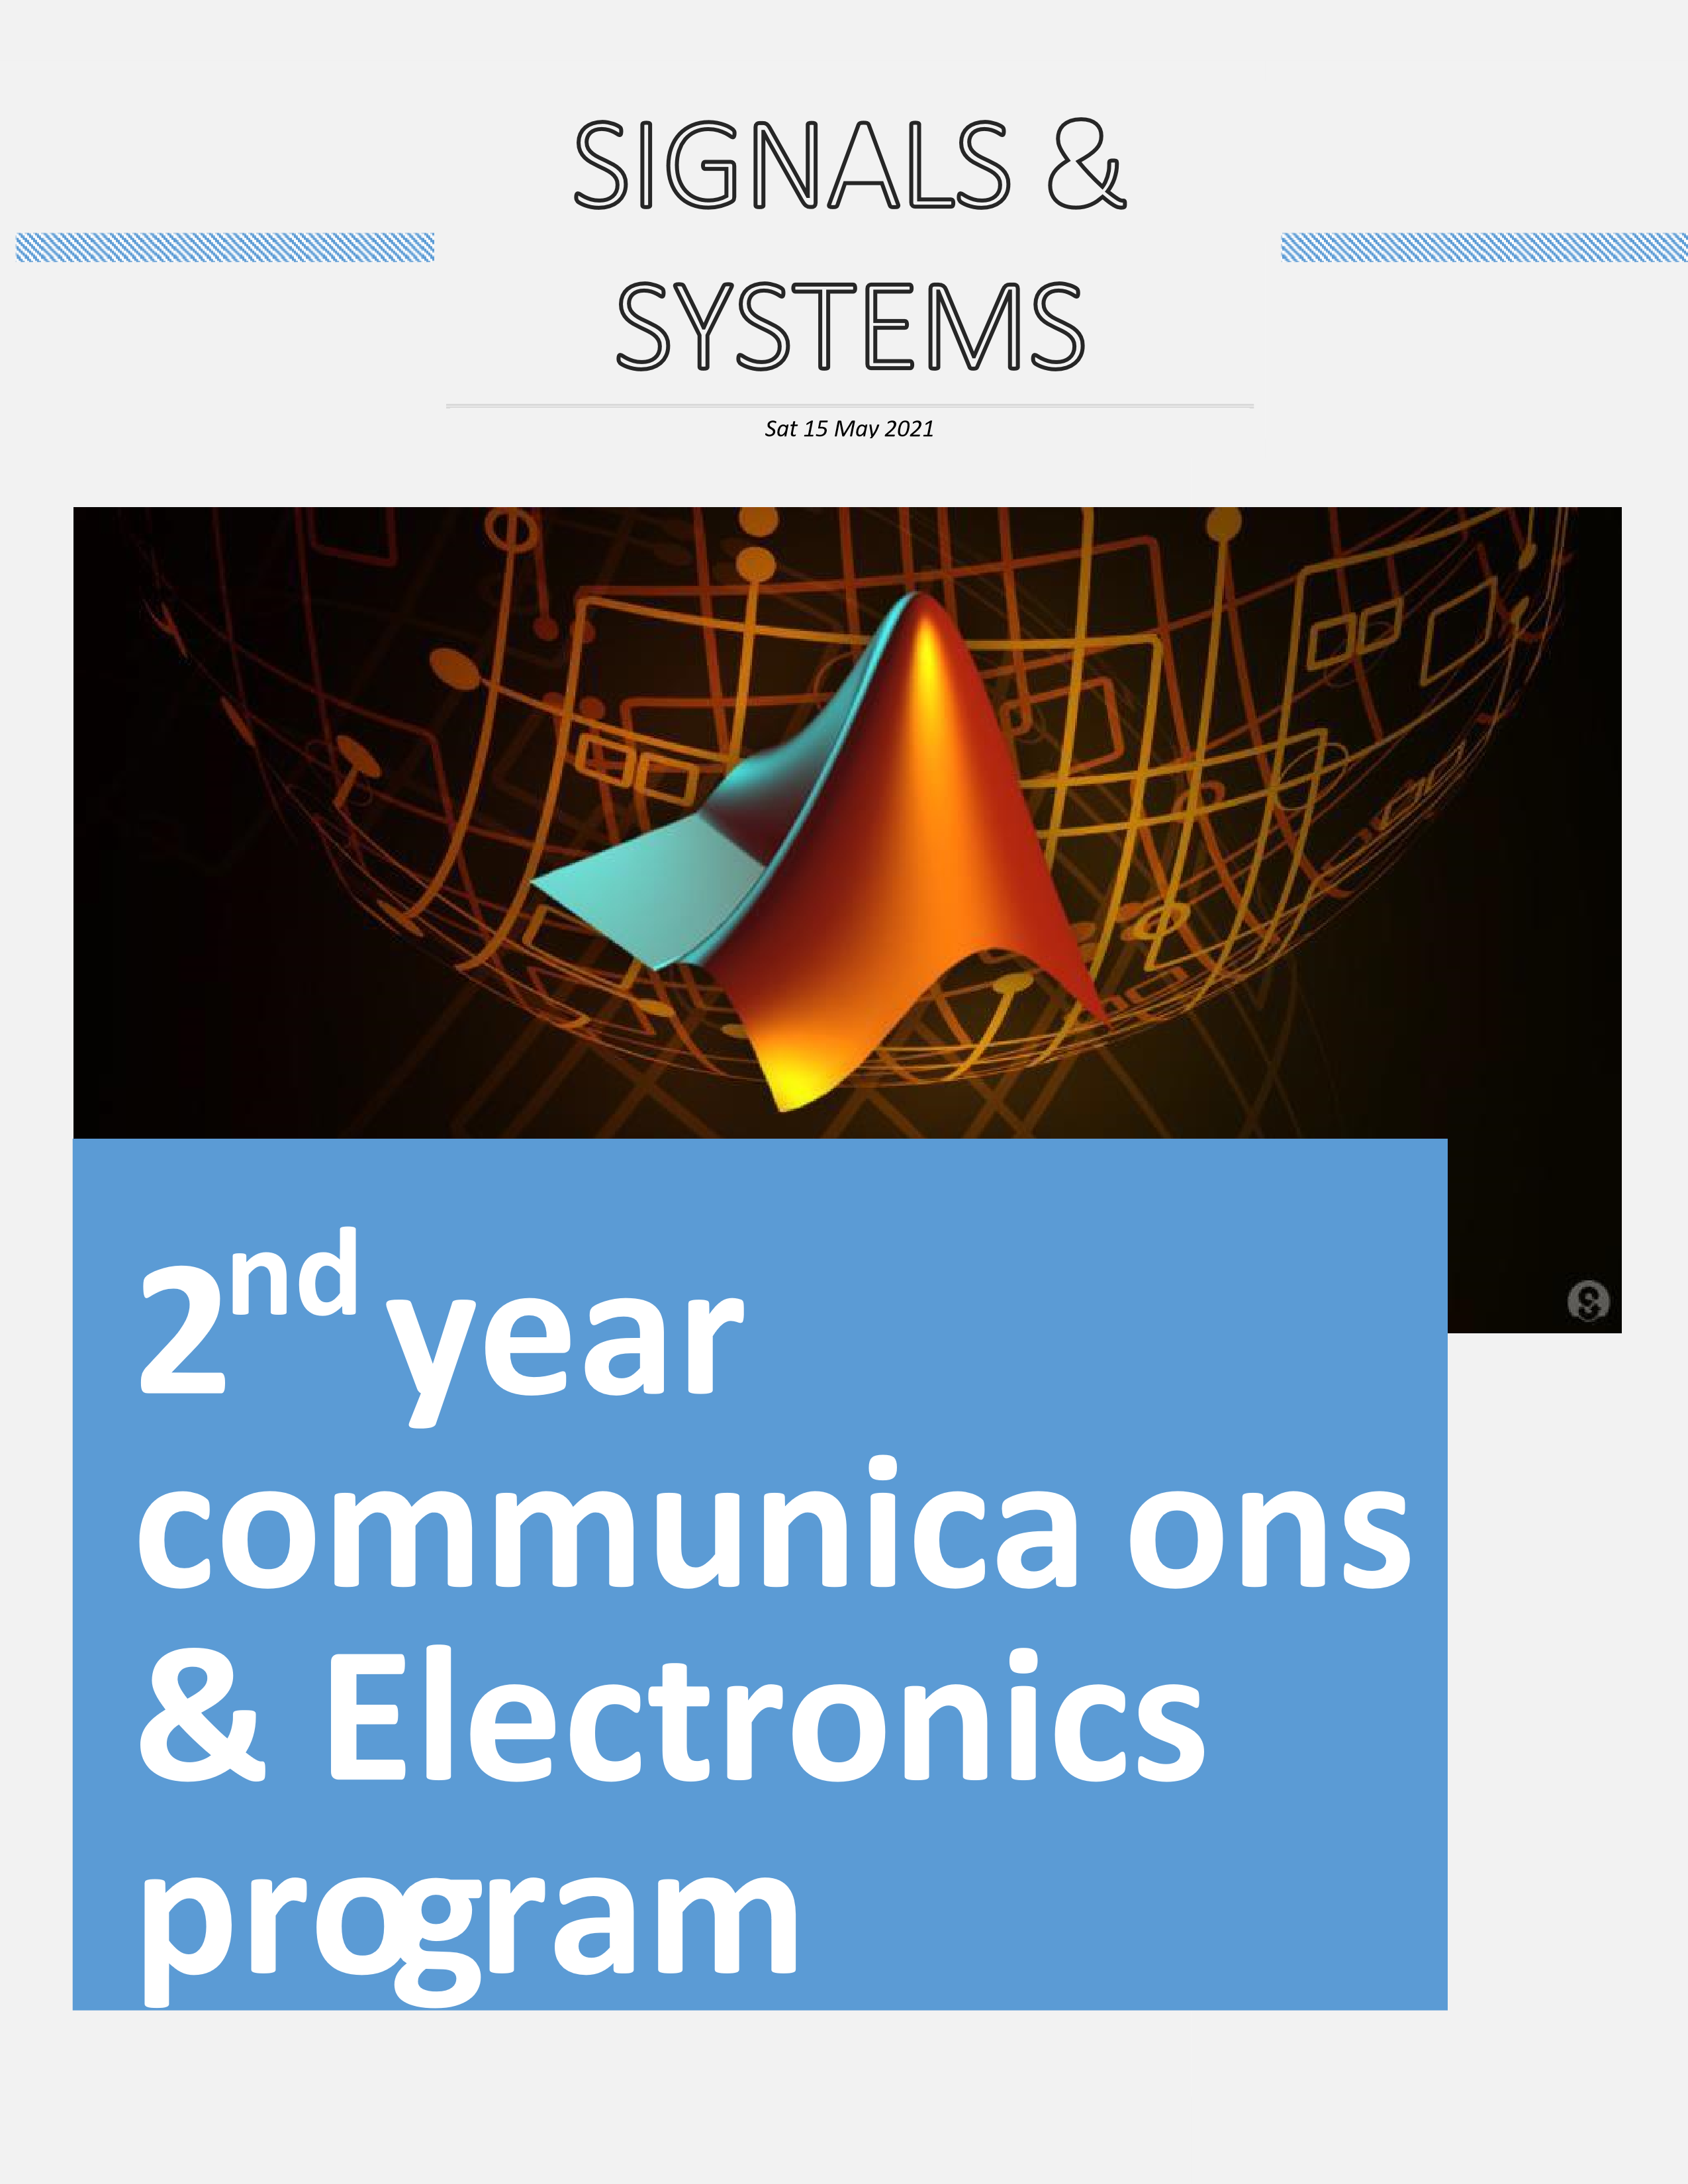 SIGNALS &
SYSTEMS
Sat 15 May 2021
2nd year
communica ons
& Electronics
program